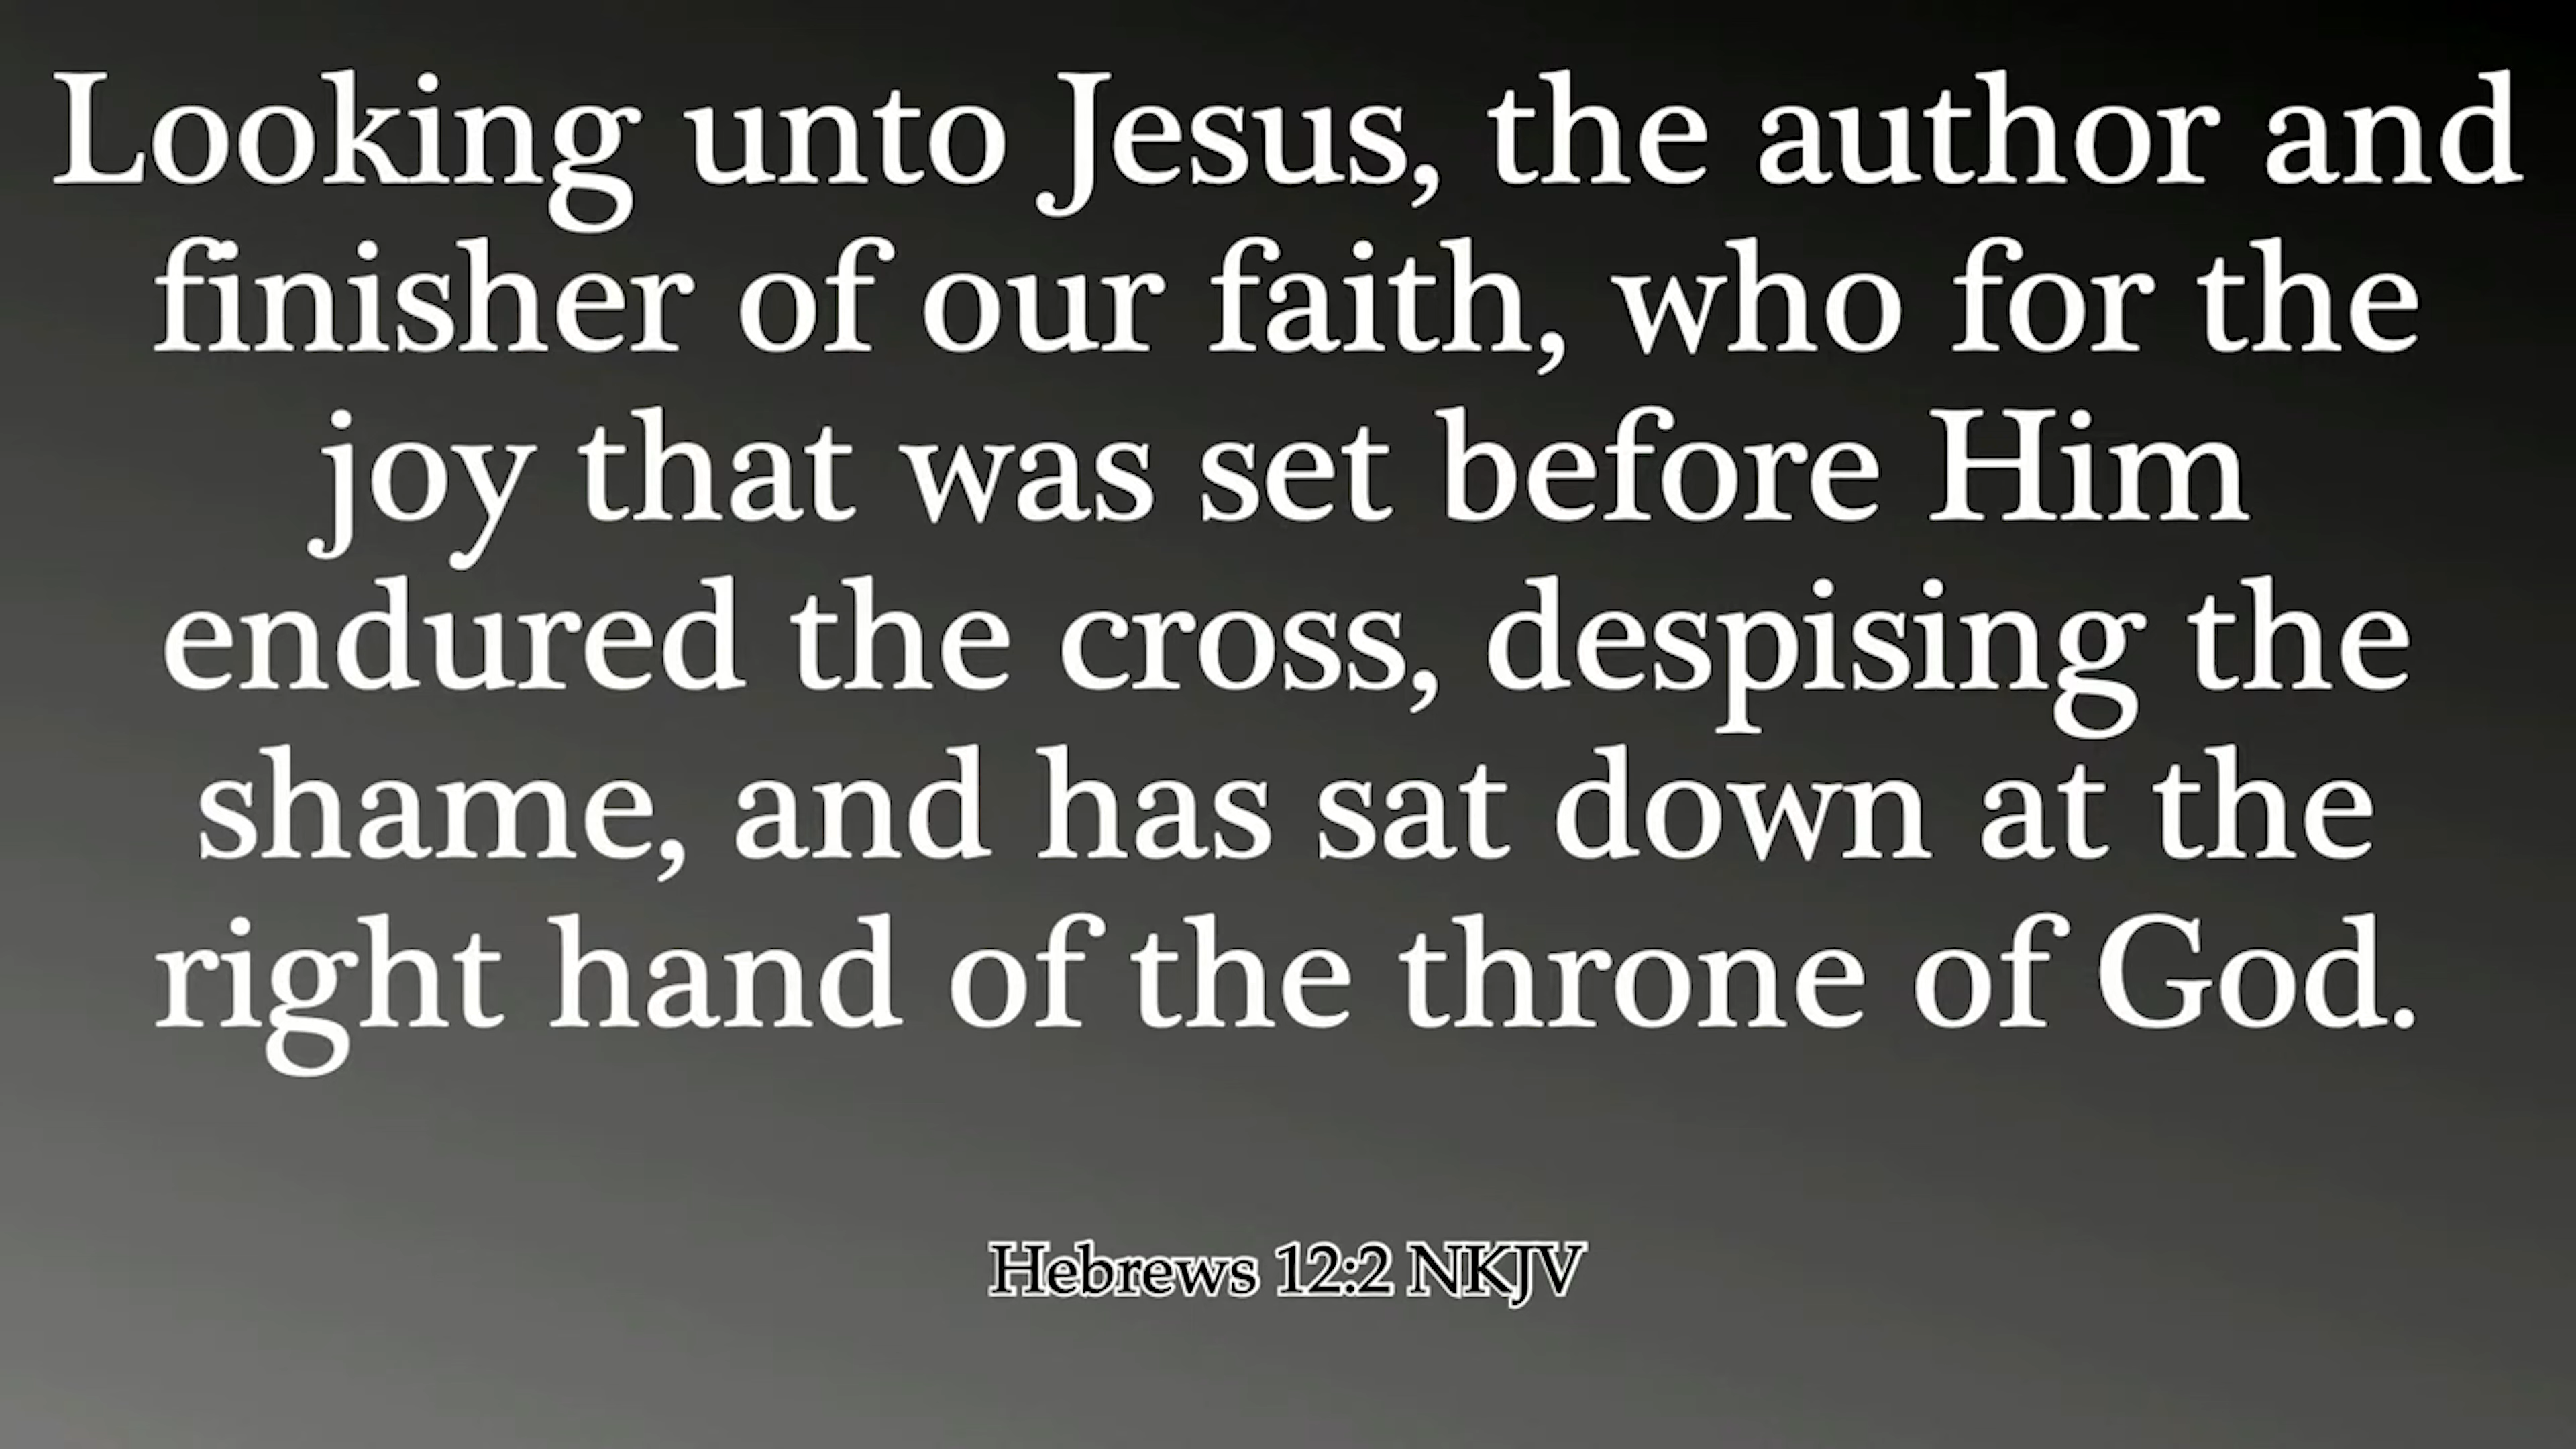 Looking unto Jesus, the author and
finisher of our faith, who for the
joy that was set before Him
endured the cross, despising the
shame, and has sat down at the
right hand of the throne of God.
Hebrews 12:2 NKJV